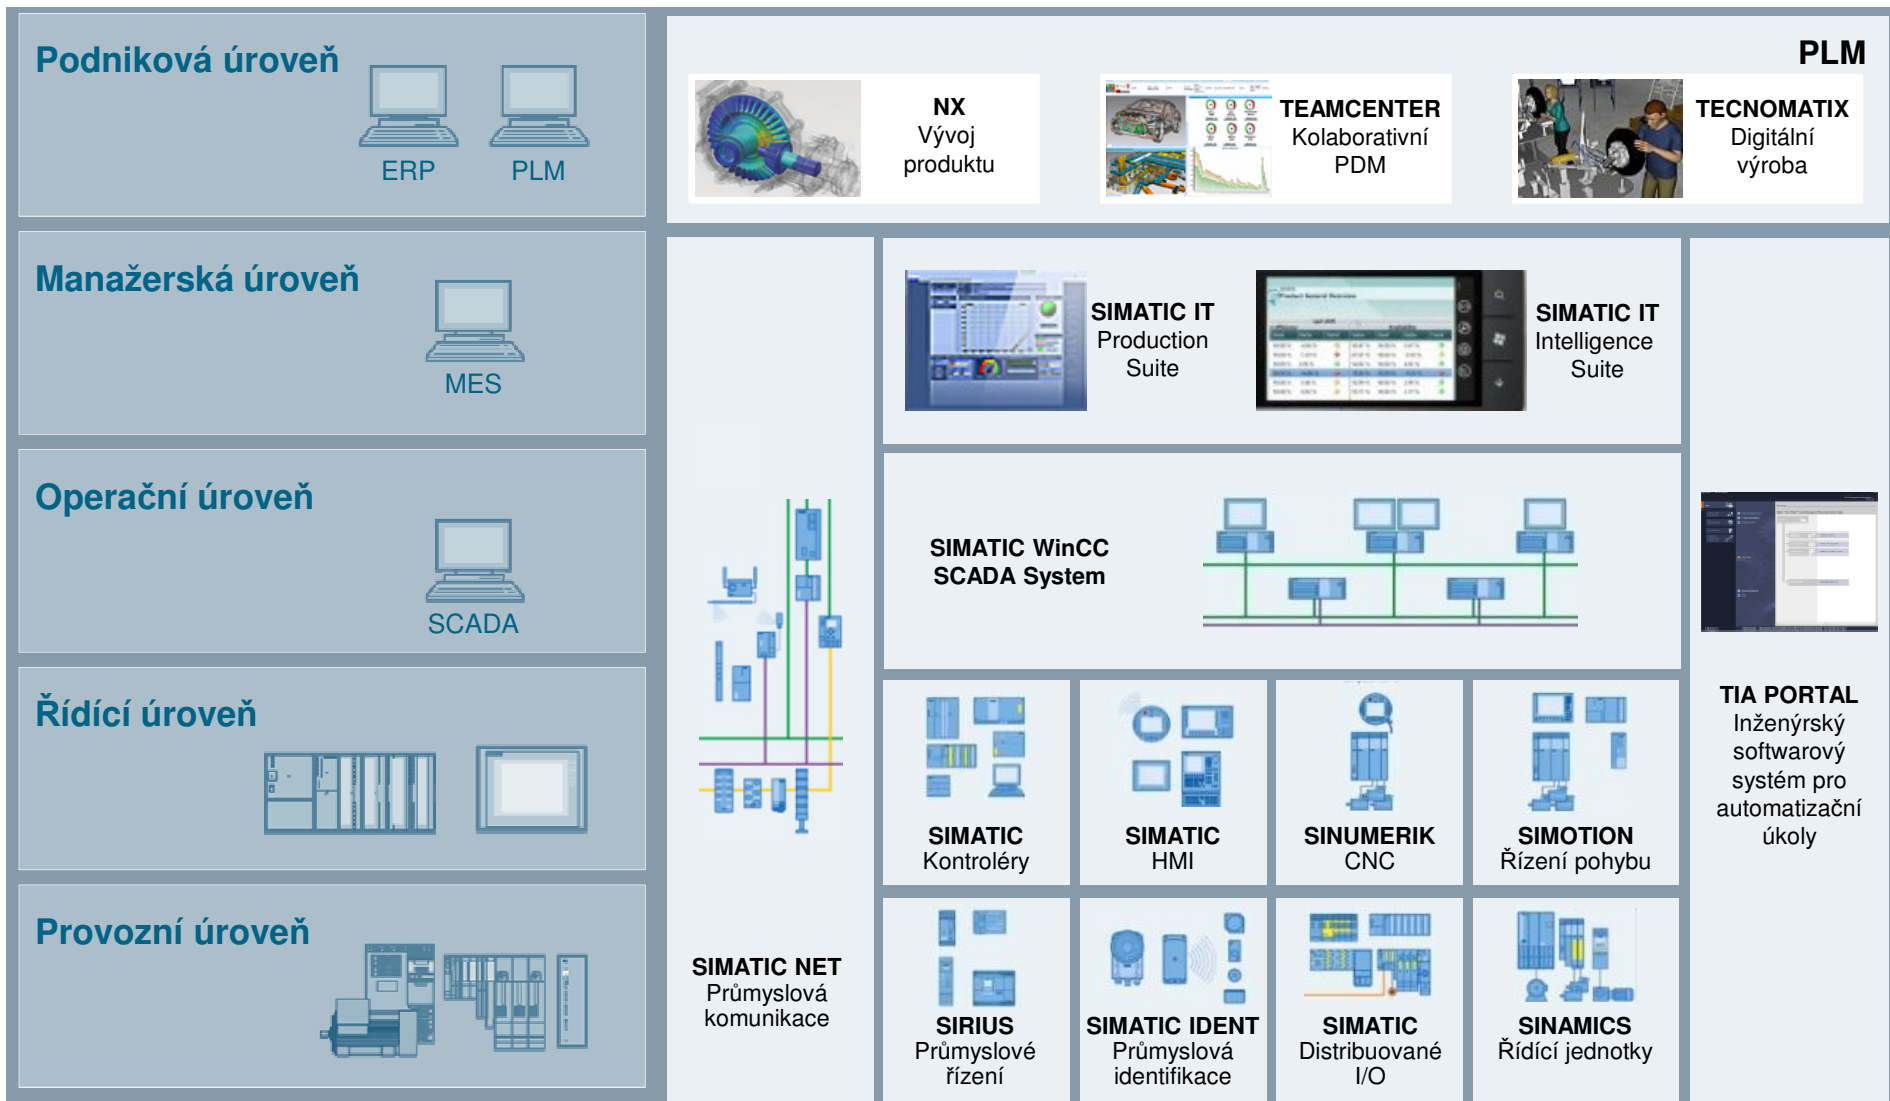 Podniková úroveň
ERP
PLM
PLM
NX
Vývoj
produktu
TEAMCENTER
Kolaborativní
PDM
TECNOMATIX
Digitální
výroba
Manažerská úroveň
MES
SIMATIC IT
Production
Suite
Product General Overview
SIMATIC IT
Intelligence
Suite
Operační úroveň
SCADA
SIMATIC WinCC
SCADA System
Řídící úroveň
SIMATIC
Kontroléry
SIMATIC
HMI
SINUMERIK
CNC
SIMOTION
Řízení pohybu
TIA PORTAL
Inženýrský
softwarový
systém pro
automatizační
úkoly
Provozní úroveň
SIMATIC NET
Průmyslová
komunikace
SIRIUS
Průmyslové
řízení
SIMATIC IDENT
Průmyslová
identifikace
SIMATIC
Distribuované
I/O
SINAMICS
Řídící jednotky